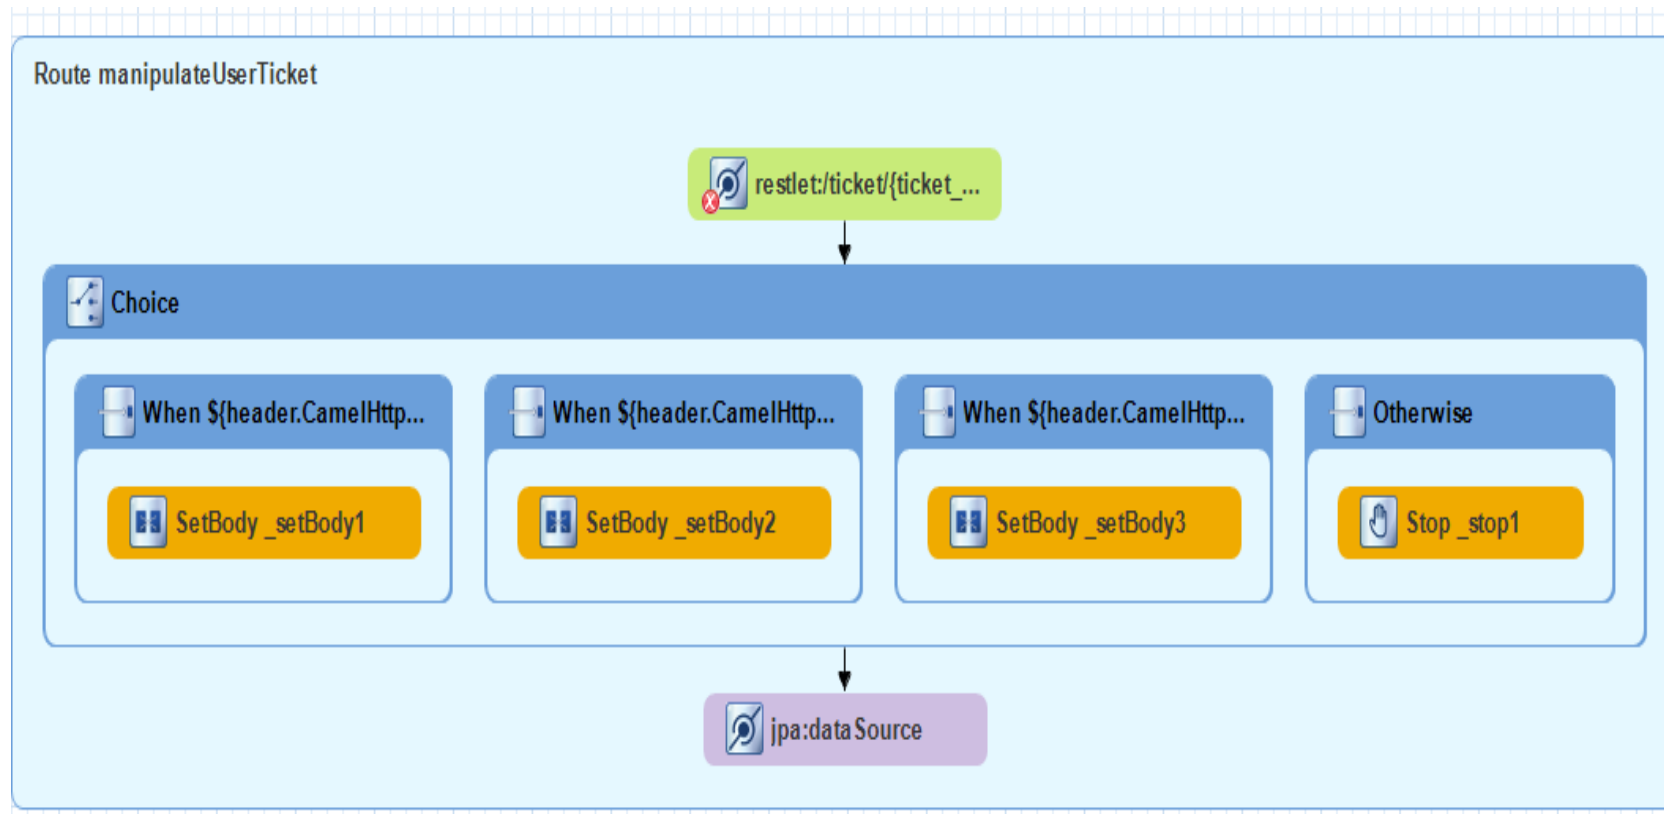 Route manipulateUserTicket
restlet:/ticket/{ticket_...
Choice
When ${header.CamelHttp...
When ${header.CamelHttp...
When ${header.CamelHttp...
Otherwise
SetBody _setBody1
SetBody _setBody2
SetBody _setBody3
Stop _stop1
jpa:dataSource